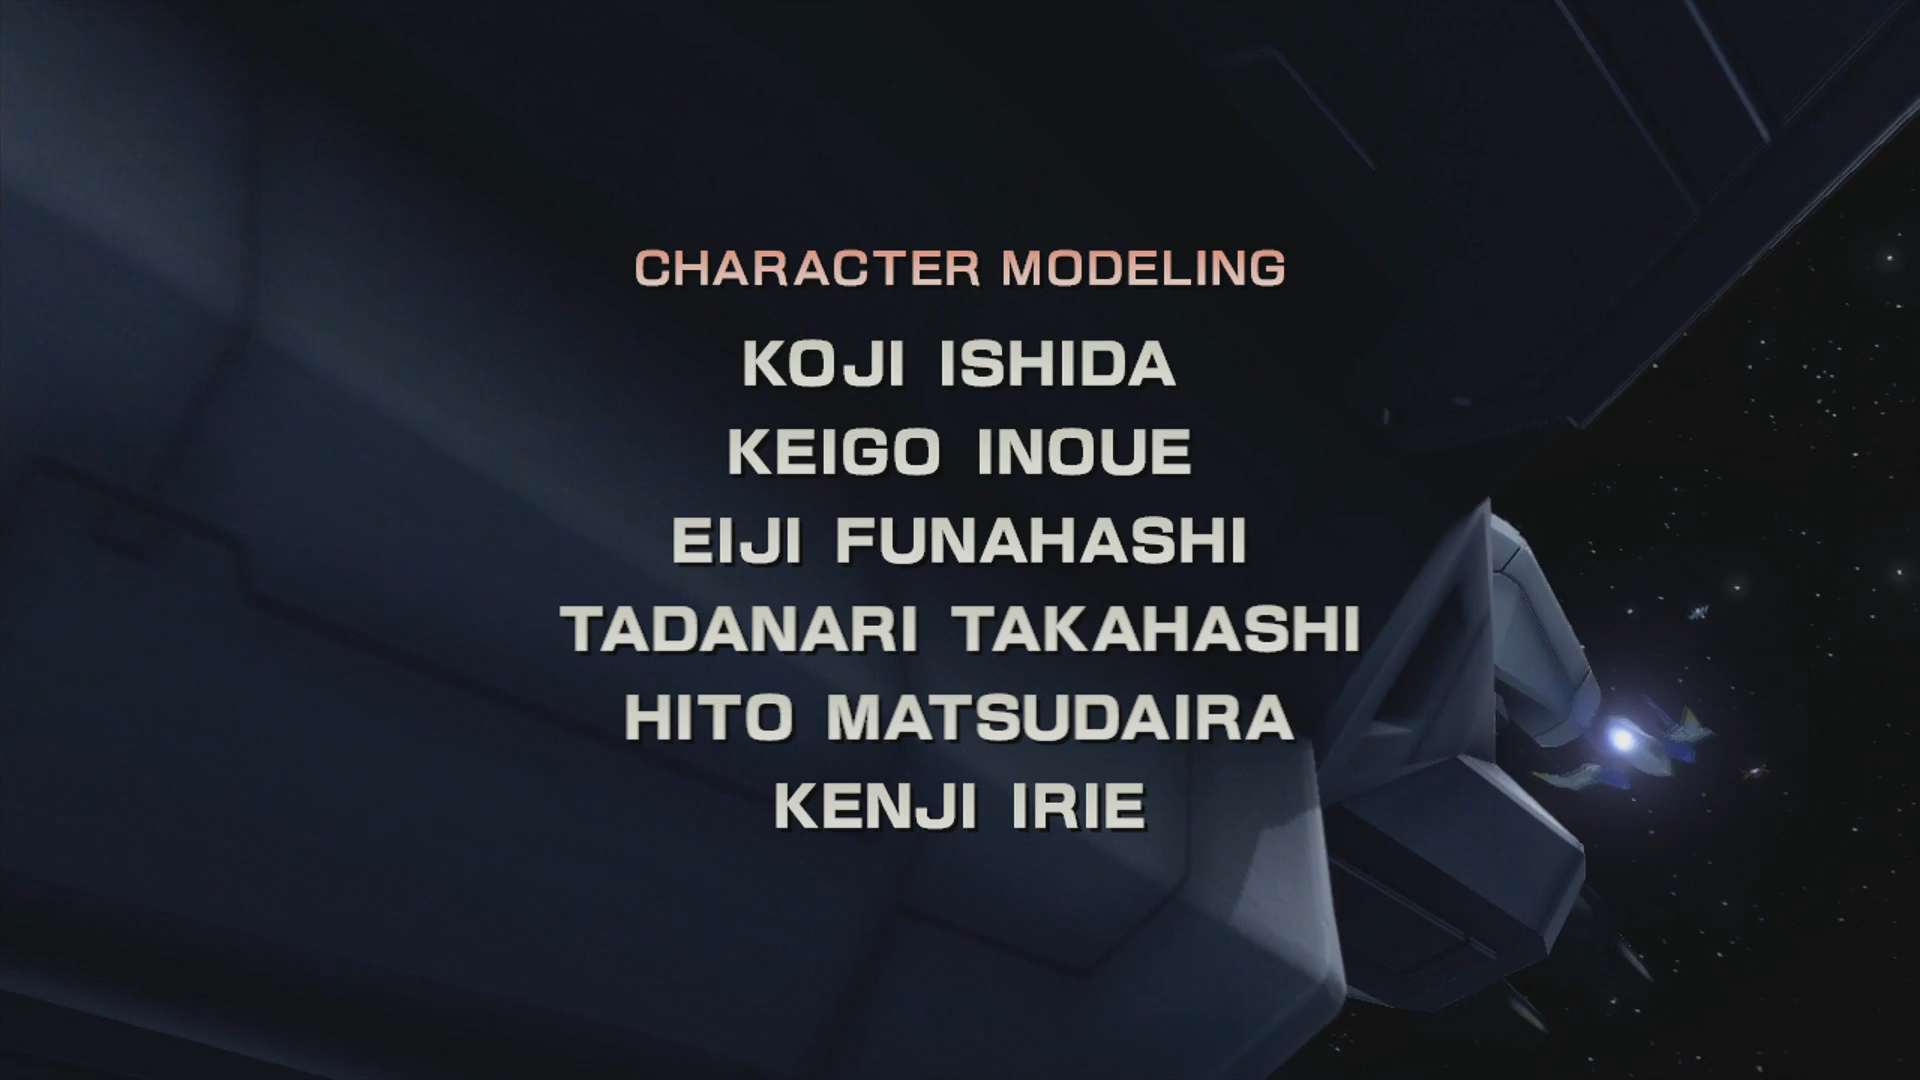 CHARACTER MODELING
KOJI ISHIDA
KEIGO INOUE
EIJI FUNAHASHI
TADANARI TAKAHASHI
HITO MATSUDAIRA
KENJI IRIE